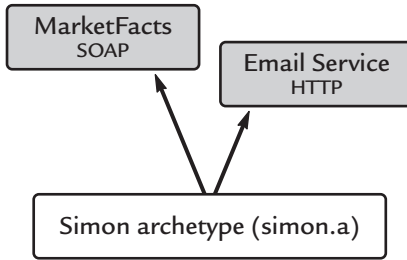 MarketFacts
SOAP
Email Service
HTTP
Simon archetype (simon.a)